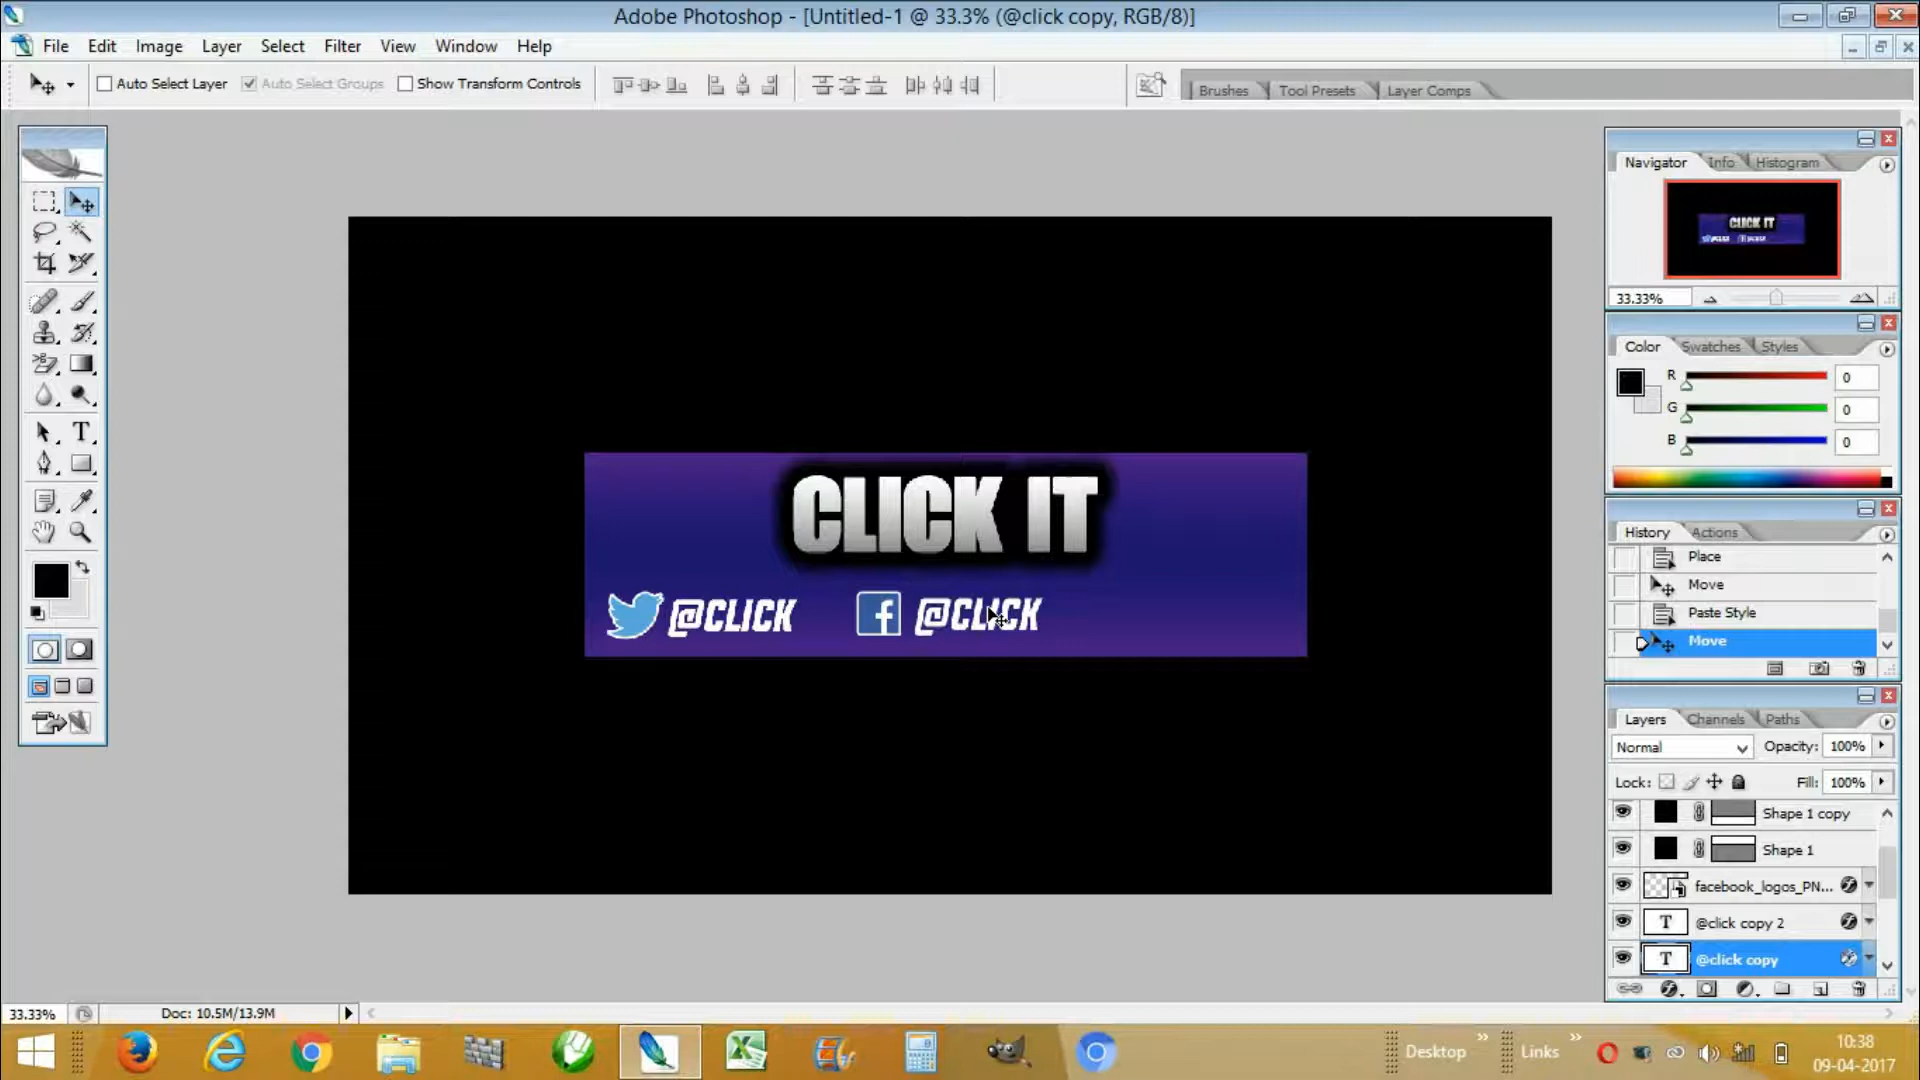 Adobe Photoshop - [Untitled-1 @ 33.3% (@click copy, RGB/8)]
File Edit Image Layer Select Filter View Window Help
Auto Select Layer Auto Select Groups Show Transform Controls
Brushes Tool Presets Layer Comps
Navigator Info Histogram
CLICK IT
@CLICK @CLICK
33.33%
Color Swatches Styles
R 0
G 0
B 0
CLICK IT
@CLICK f @CLICK
History Actions
Place
Move
Paste Style
Move
Layers Channels Paths
Normal Opacity: 100%
Lock: Fill: 100%
Shape 1 copy
Shape 1
facebook_logos_PN...
T @click copy 2
T @click copy
33.33% Doc: 10.5M/13.9M
Desktop Links
10:38
09-04-2017